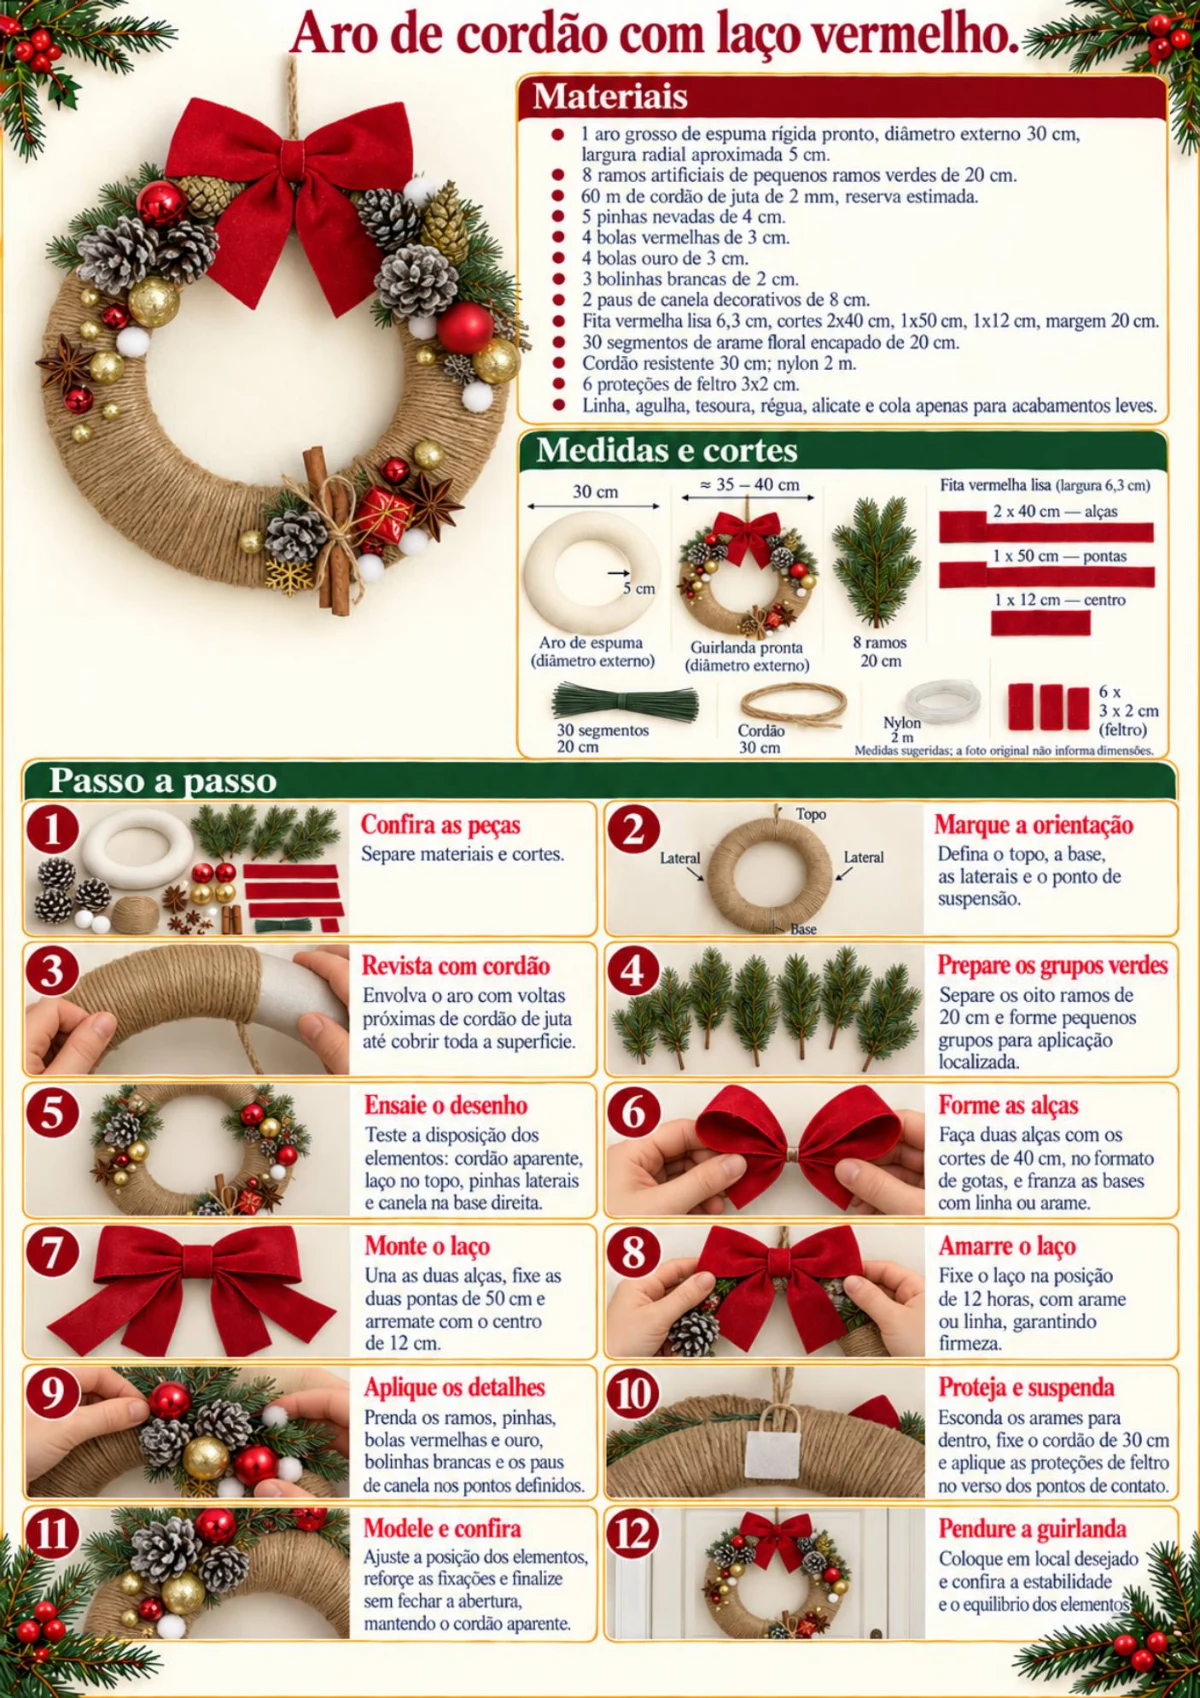 Aro de cordão com laço vermelho.
Materiais
1 aro grosso de espuma rígida pronto, diâmetro externo 30 cm,
largura radial aproximada 5 cm.
8 ramos artificiais de pequenos ramos verdes de 20 cm.
60 m de cordão de juta de 2 mm, reserva estimada.
5 pinhas nevadas de 4 cm.
4 bolas vermelhas de 3 cm.
4 bolas ouro de 3 cm.
3 bolinhas brancas de 2 cm.
2 paus de canela decorativos de 8 cm.
Fita vermelha lisa 6,3 cm, cortes 2x40 cm, 1x50 cm, 1x12 cm, margem 20 cm.
30 segmentos de arame floral encapado de 20 cm.
Cordão resistente 30 cm; nylon 2 m.
6 proteções de feltro 3x2 cm.
Linha, agulha, tesoura, régua, alicate e cola apenas para acabamentos leves.
Medidas e cortes
30 cm
5 cm
Aro de espuma
(diâmetro externo)
≈ 35 – 40 cm
Guirlanda pronta
(diâmetro externo)
8 ramos
20 cm
Fita vermelha lisa (largura 6,3 cm)
2 x 40 cm — alças
1 x 50 cm — pontas
1 x 12 cm — centro
30 segmentos
20 cm
Cordão
30 cm
Nylon
2 m
6 x
3 x 2 cm
(feltro)
Medidas sugeridas; a foto original não informa dimensões.
Passo a passo
1
Confira as peças
Separe materiais e cortes.
2
Topo
Lateral
Lateral
Base
Marque a orientação
Defina o topo, a base,
as laterais e o ponto de
suspensão.
3
Revista com cordão
Envolva o aro com voltas
próximas de cordão de juta
até cobrir toda a superficie.
4
Prepare os grupos verdes
Separe os oito ramos de
20 cm e forme pequenos
grupos para aplicação
localizada.
5
Ensaie o desenho
Teste a disposição dos
elementos: cordão aparente,
laço no topo, pinhas laterais
e canela na base direita.
6
Forme as alças
Faça duas alças com os
cortes de 40 cm, no formato
de gotas, e franza as bases
com linha ou arame.
7
Monte o laço
Una as duas alças, fixe as
duas pontas de 50 cm e
arremate com o centro
de 12 cm.
8
Amarre o laço
Fixe o laço na posição
de 12 horas, com arame
ou linha, garantindo
firmeza.
9
Aplique os detalhes
Prenda os ramos, pinhas,
bolas vermelhas e ouro,
bolinhas brancas e os paus
de canela nos pontos definidos.
10
Proteja e suspenda
Esconda os arames para
dentro, fixe o cordão de 30 cm
e aplique as proteções de feltro
no verso dos pontos de contato.
11
Modele e confira
Ajuste a posição dos elementos,
reforçe as fixações e finalize
sem fechar a abertura,
mantendo o cordão aparente.
12
Pendure a guirlanda
Coloque em local desejado
e confira a estabilidade
e o equilibrio dos elementos